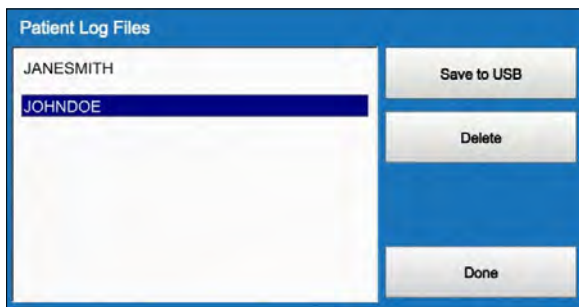 Patient Log Files
JANESMITH
JOHNDOE
Save to USB
Delete
Done